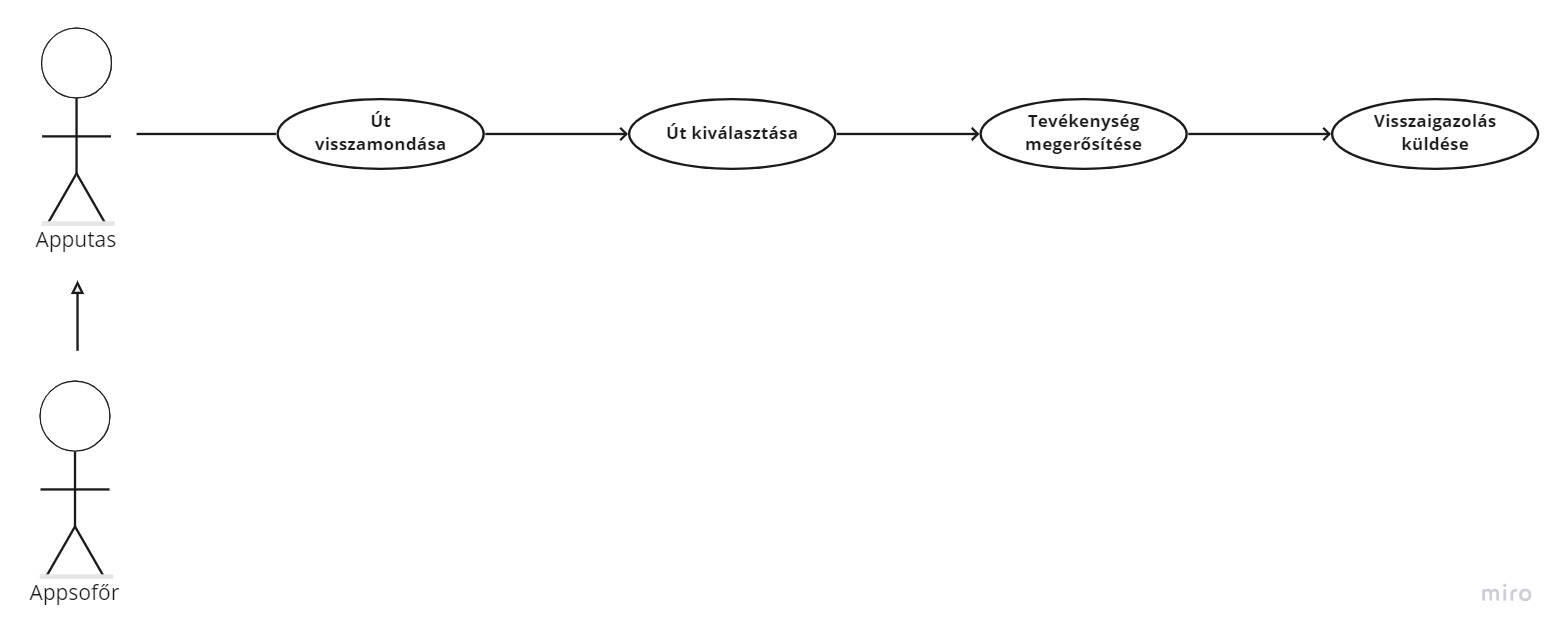 Út
visszamondása
Út kiválasztása
Tevékenység
megerősítése
Visszaigazolás
küldése
Apputas
Appsofőr
miro